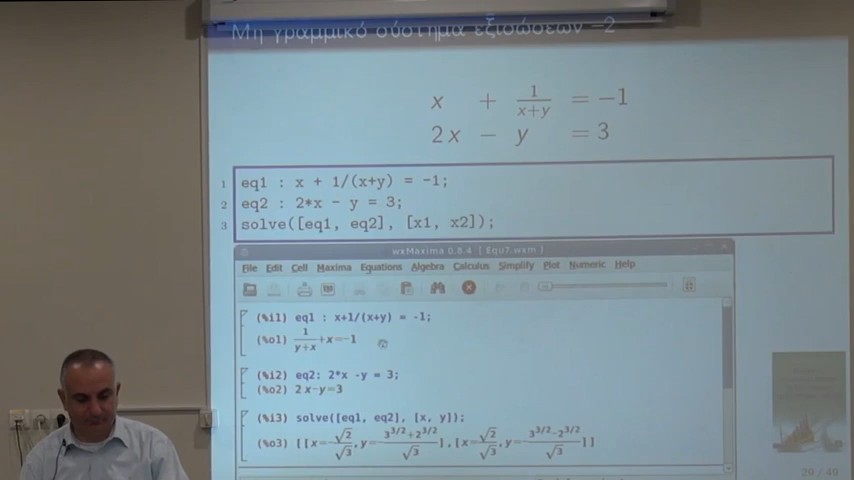 Μη γραμμικό σύστημα εξισώσεων –2
x + 1/(x+y) = −1
2x − y = 3
1 eq1 : x + 1/(x+y) = -1;
2 eq2 : 2*x - y = 3;
3 solve([eq1, eq2], [x1, x2]);
wxMaxima 0.8.4 [ Equ7.wxm ]
File Edit Cell Maxima Equations Algebra Calculus Simplify Plot Numeric Help
(%i1) eq1 : x+1/(x+y) = -1;
(%o1) 1/(y+x)+x=-1
(%i2) eq2: 2*x -y = 3;
(%o2) 2x-y=3
(%i3) solve([eq1, eq2], [x, y]);
(%o3) [[x=-√2/√3,y=-(3^3/2+2^3/2)/√3],[x=√2/√3,y=-(3^3/2-2^3/2)/√3]]
29 / 49